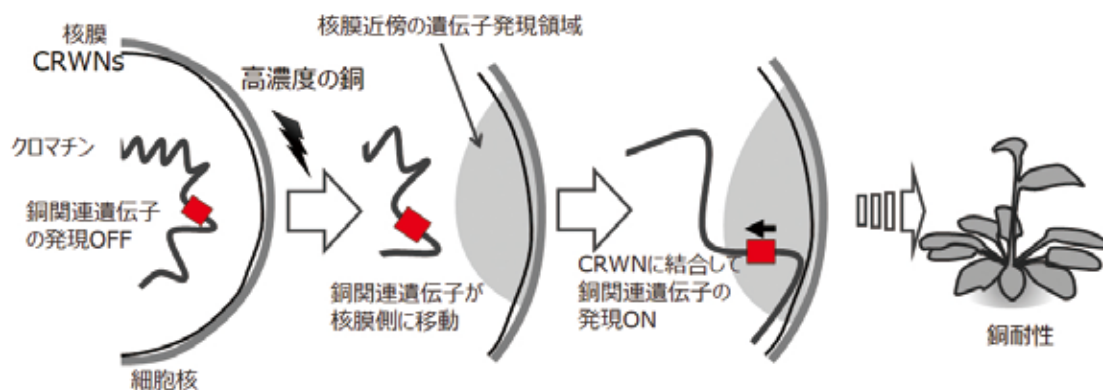 核膜
CRWNs
クロマチン
銅関連遺伝子
の発現OFF
細胞核
高濃度の銅
核膜近傍の遺伝子発現領域
銅関連遺伝子が
核膜側に移動
CRWNに結合して
銅関連遺伝子の
発現ON
銅耐性